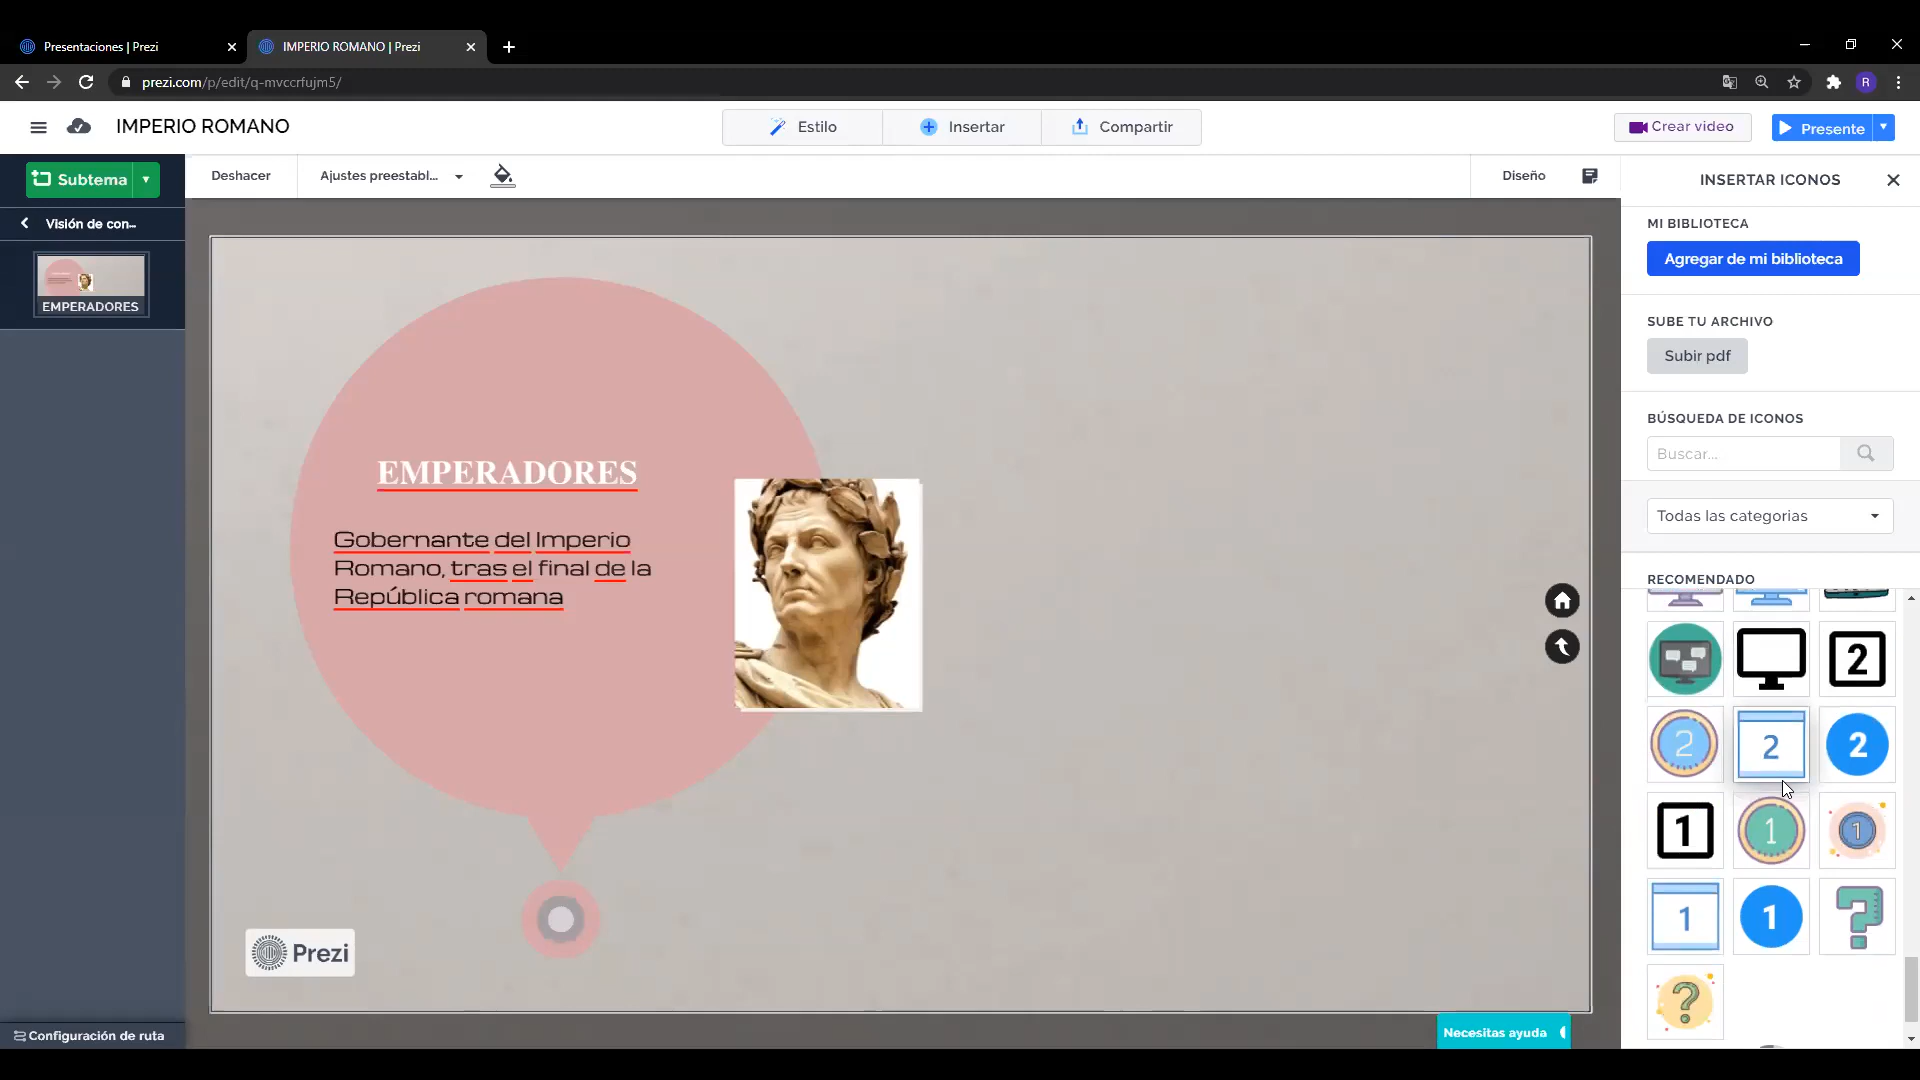 Presentaciones | Prezi
IMPERIO ROMANO | Prezi
prezi.com/p/edit/q-mvccrfujm5/
R
IMPERIO ROMANO
Estilo
Insertar
Compartir
Crear video
Presente
Subtema
Deshacer
Ajustes preestabl...
Diseño
INSERTAR ICONOS
Visión de con...
EMPERADORES
MI BIBLIOTECA
Agregar de mi biblioteca
SUBE TU ARCHIVO
Subir pdf
BÚSQUEDA DE ICONOS
Buscar...
Todas las categorias
RECOMENDADO
EMPERADORES
Gobernante del Imperio
Romano, tras el final de la
República romana
2
2
2
2
1
1
1
1
1
?
?
Prezi
Configuración de ruta
Necesitas ayuda